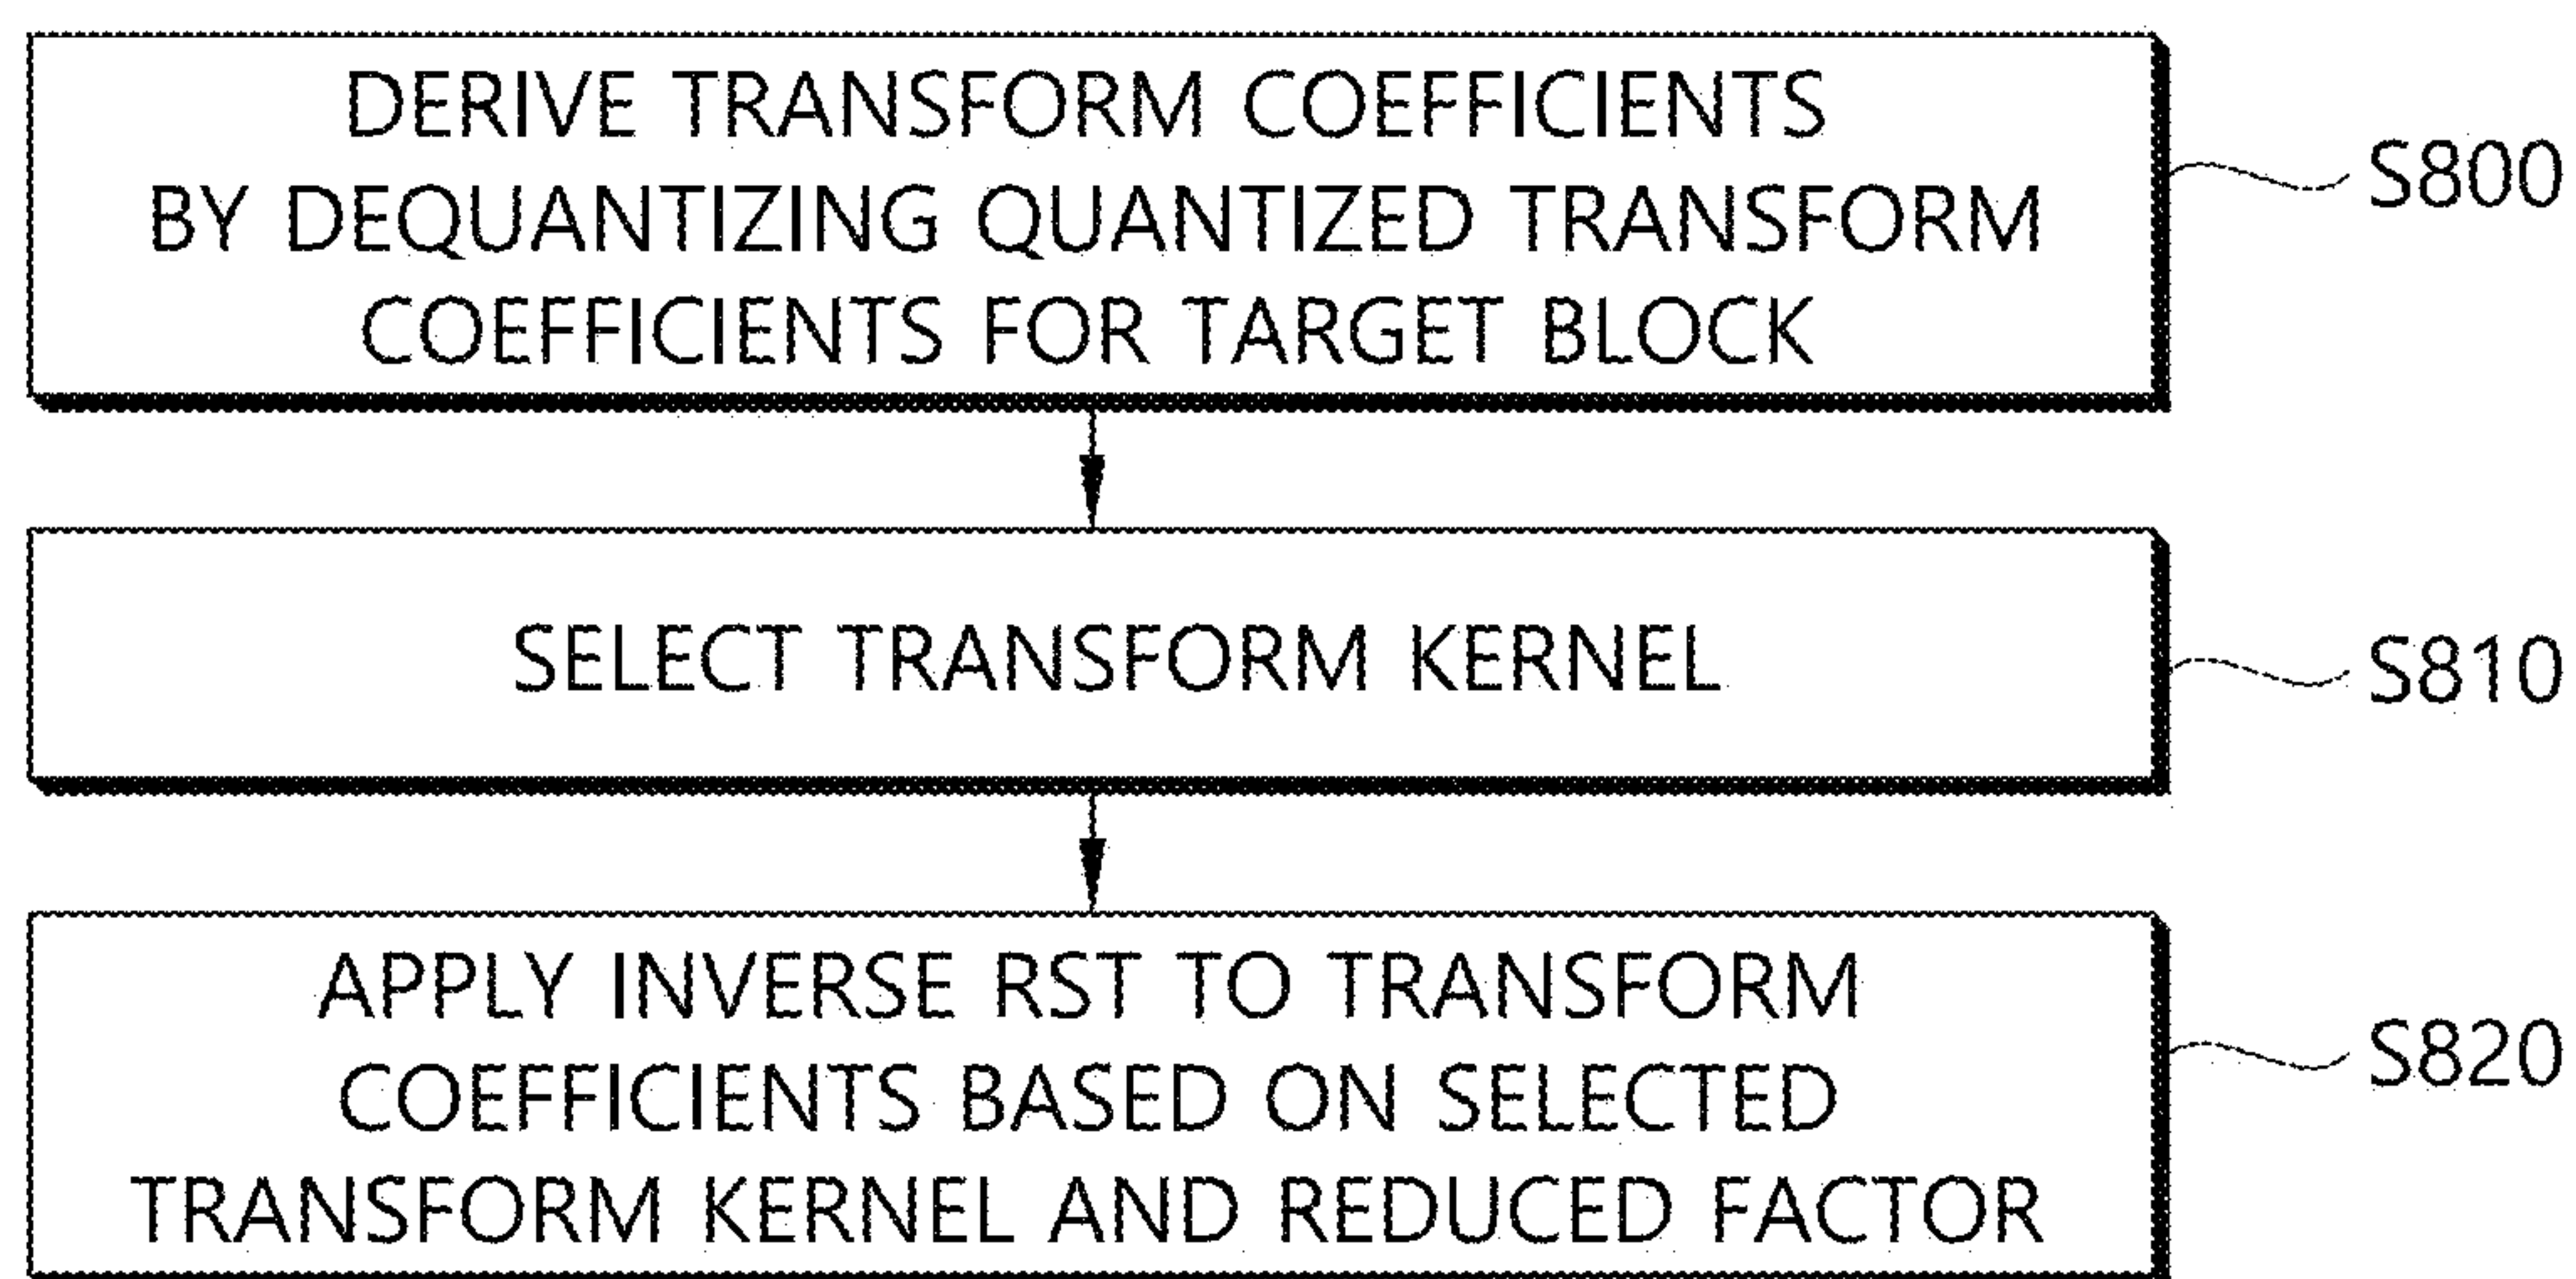 DERIVE TRANSFORM COEFFICIENTS
BY DEQUANTIZING QUANTIZED TRANSFORM
COEFFICIENTS FOR TARGET BLOCK
S800
SELECT TRANSFORM KERNEL
S810
APPLY INVERSE RST TO TRANSFORM
COEFFICIENTS BASED ON SELECTED
TRANSFORM KERNEL AND REDUCED FACTOR
S820